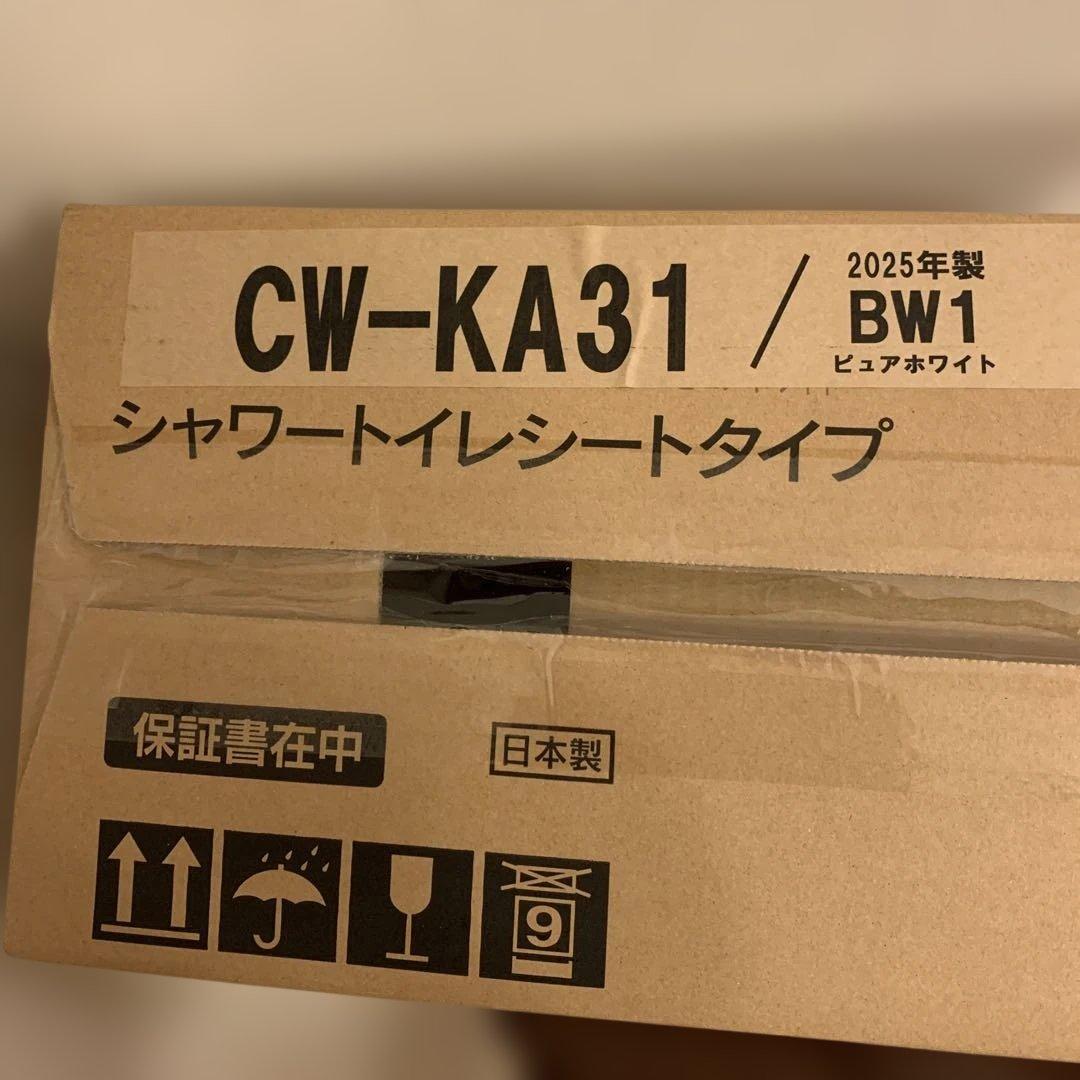 CW-KA31 / 2025年製
BW1
ピュアホワイト
シャワートイレシートタイプ
保証書在中
日本製
9